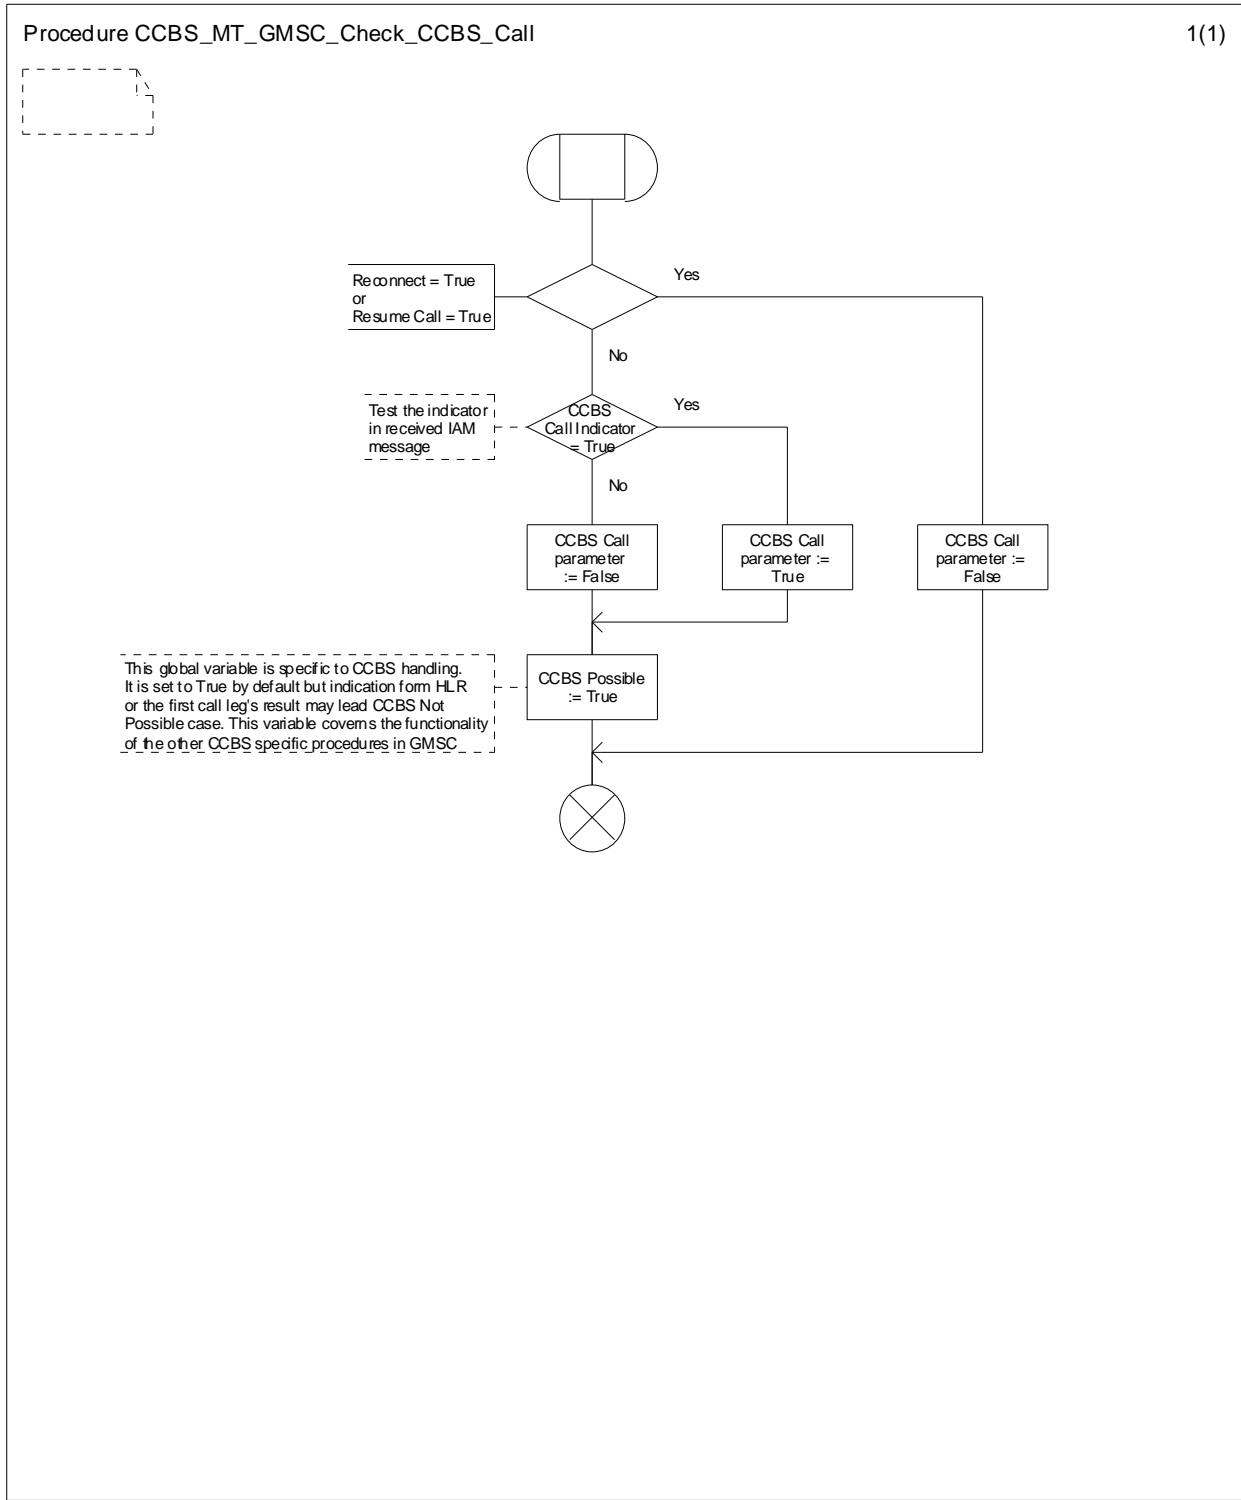 Procedure CCBS_MT_GMSC_Check_CCBS_Call
1(1)
Reconnect = True
or
Resume Call = True
Yes
No
Test the indicator
in received IAM
message
CCBS
Call Indicator
= True
Yes
No
CCBS Call
parameter
:= False
CCBS Call
parameter :=
True
CCBS Call
parameter :=
False
This global variable is specific to CCBS handling.
It is set to True by default but indication form HLR
or the first call leg's result may lead CCBS Not
Possible case. This variable coverns the functionality
of the other CCBS specific procedures in GMSC
CCBS Possible
:= True